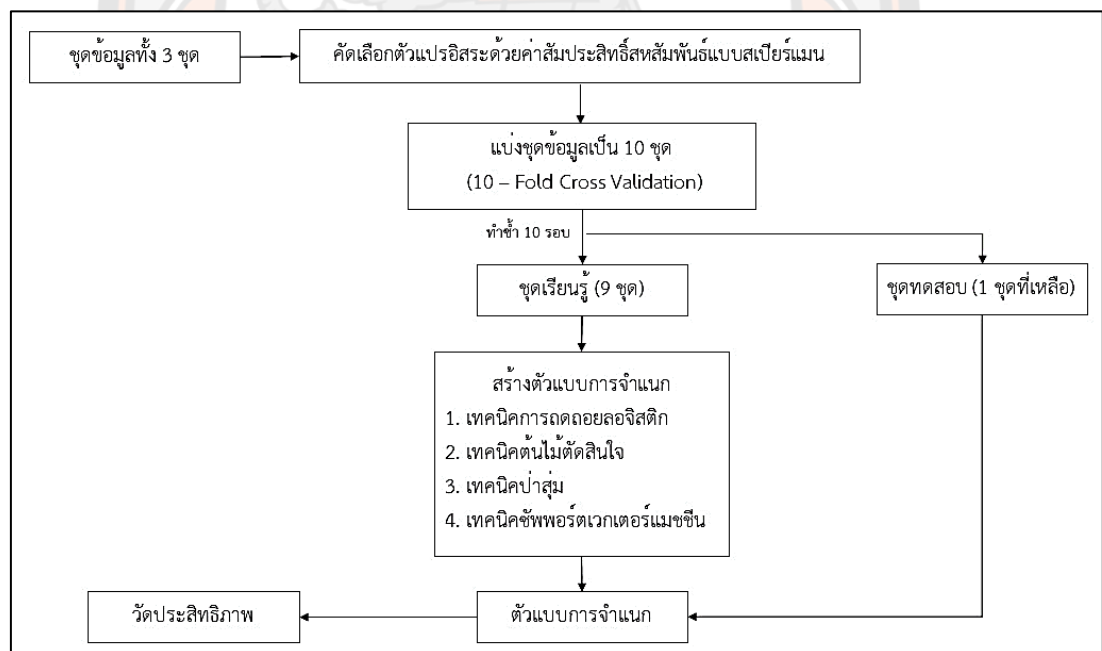 ชุดข้อมูลทั้ง 3 ชุด
คัดเลือกตัวแปรอิสระด้วยค่าสัมประสิทธิ์สหสัมพันธ์แบบสเปียร์แมน
แบ่งชุดข้อมูลเป็น 10 ชุด
(10 – Fold Cross Validation)
ทำซ้ำ 10 รอบ
ชุดเรียนรู้ (9 ชุด)
ชุดทดสอบ (1 ชุดที่เหลือ)
สร้างตัวแบบการจำแนก
1. เทคนิคการถดถอยลอจิสติก
2. เทคนิคต้นไม้ตัดสินใจ
3. เทคนิคป่าสุ่ม
4. เทคนิคซัพพอร์ตเวกเตอร์แมชชีน
วัดประสิทธิภาพ
ตัวแบบการจำแนก